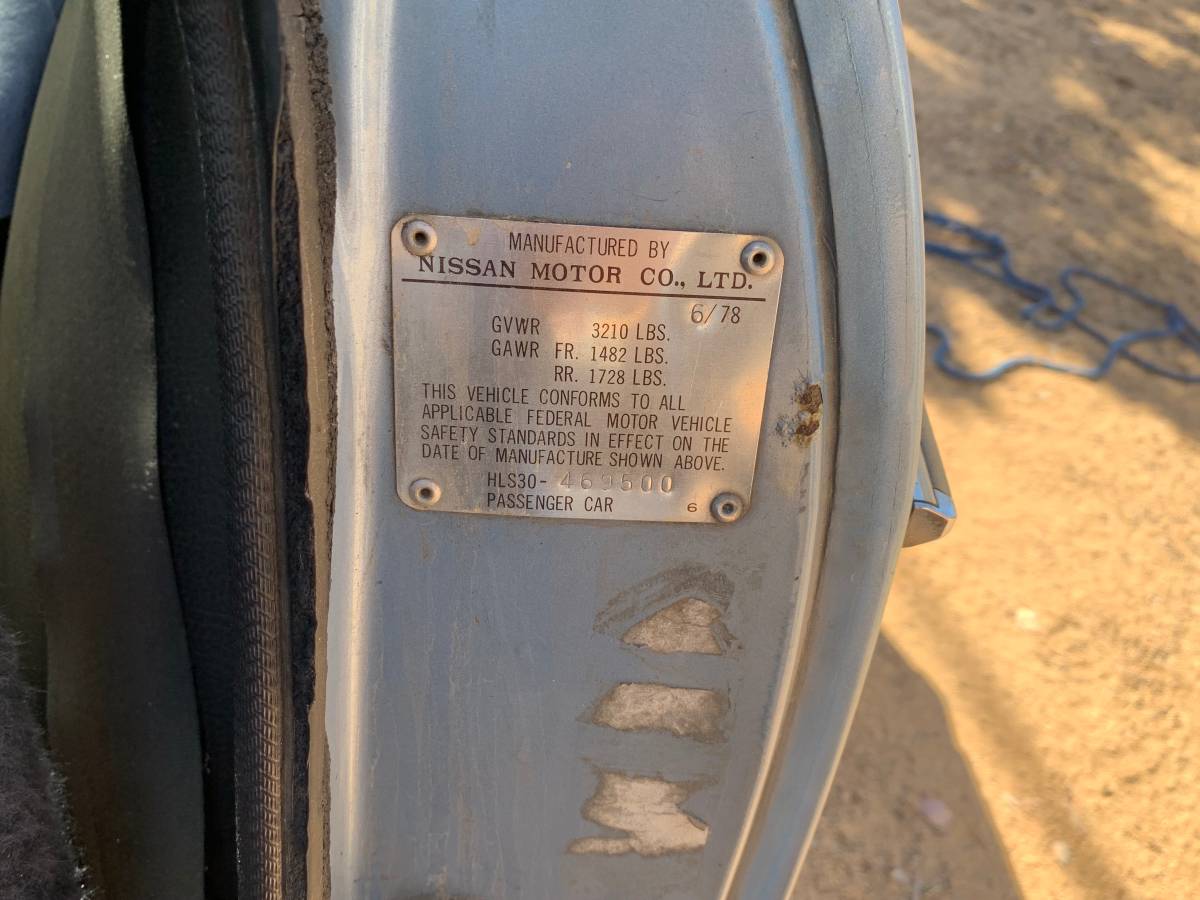 MANUFACTURED BY
NISSAN MOTOR CO., LTD.
6/78
GVWR 3210 LBS.
GAWR FR. 1482 LBS.
RR. 1728 LBS.
THIS VEHICLE CONFORMS TO ALL
APPLICABLE FEDERAL MOTOR VEHICLE
SAFETY STANDARDS IN EFFECT ON THE
DATE OF MANUFACTURE SHOWN ABOVE.
HLS30- 469500
PASSENGER CAR 6